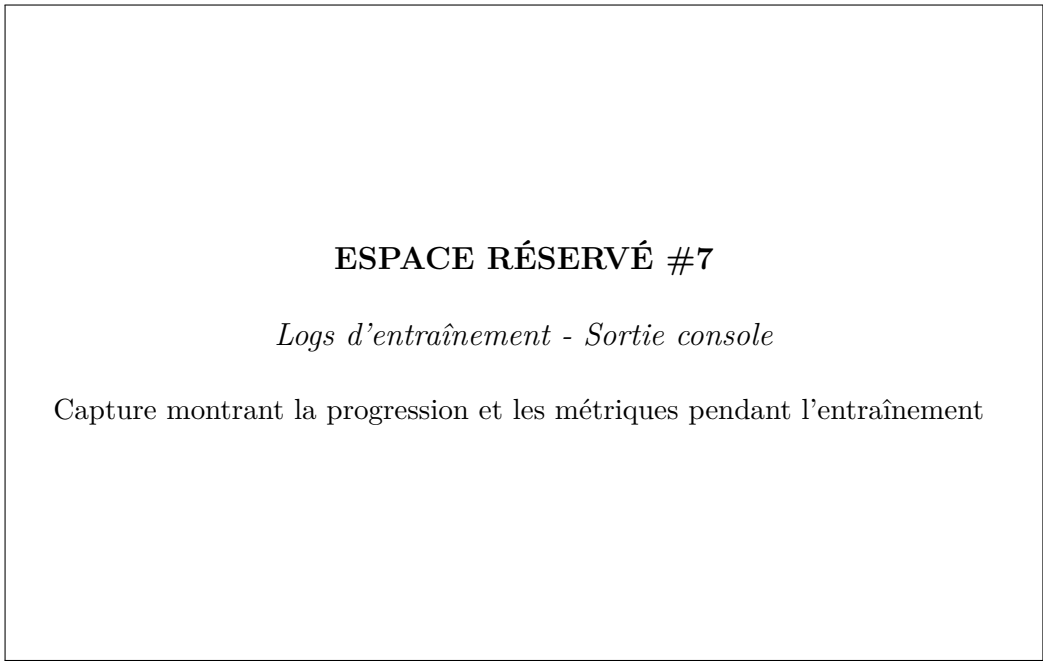 ESPACE RÉSERVÉ #7
Logs d'entraînement - Sortie console
Capture montrant la progression et les métriques pendant l'entraînement